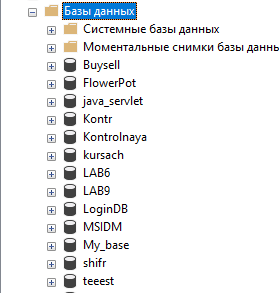 Базы данных
Системные базы данных
Моментальные снимки базы данн
Buysell
FlowerPot
java_servlet
Kontr
Kontrolnaya
kursach
LAB6
LAB9
LoginDB
MSIDM
My_base
shifr
teeest